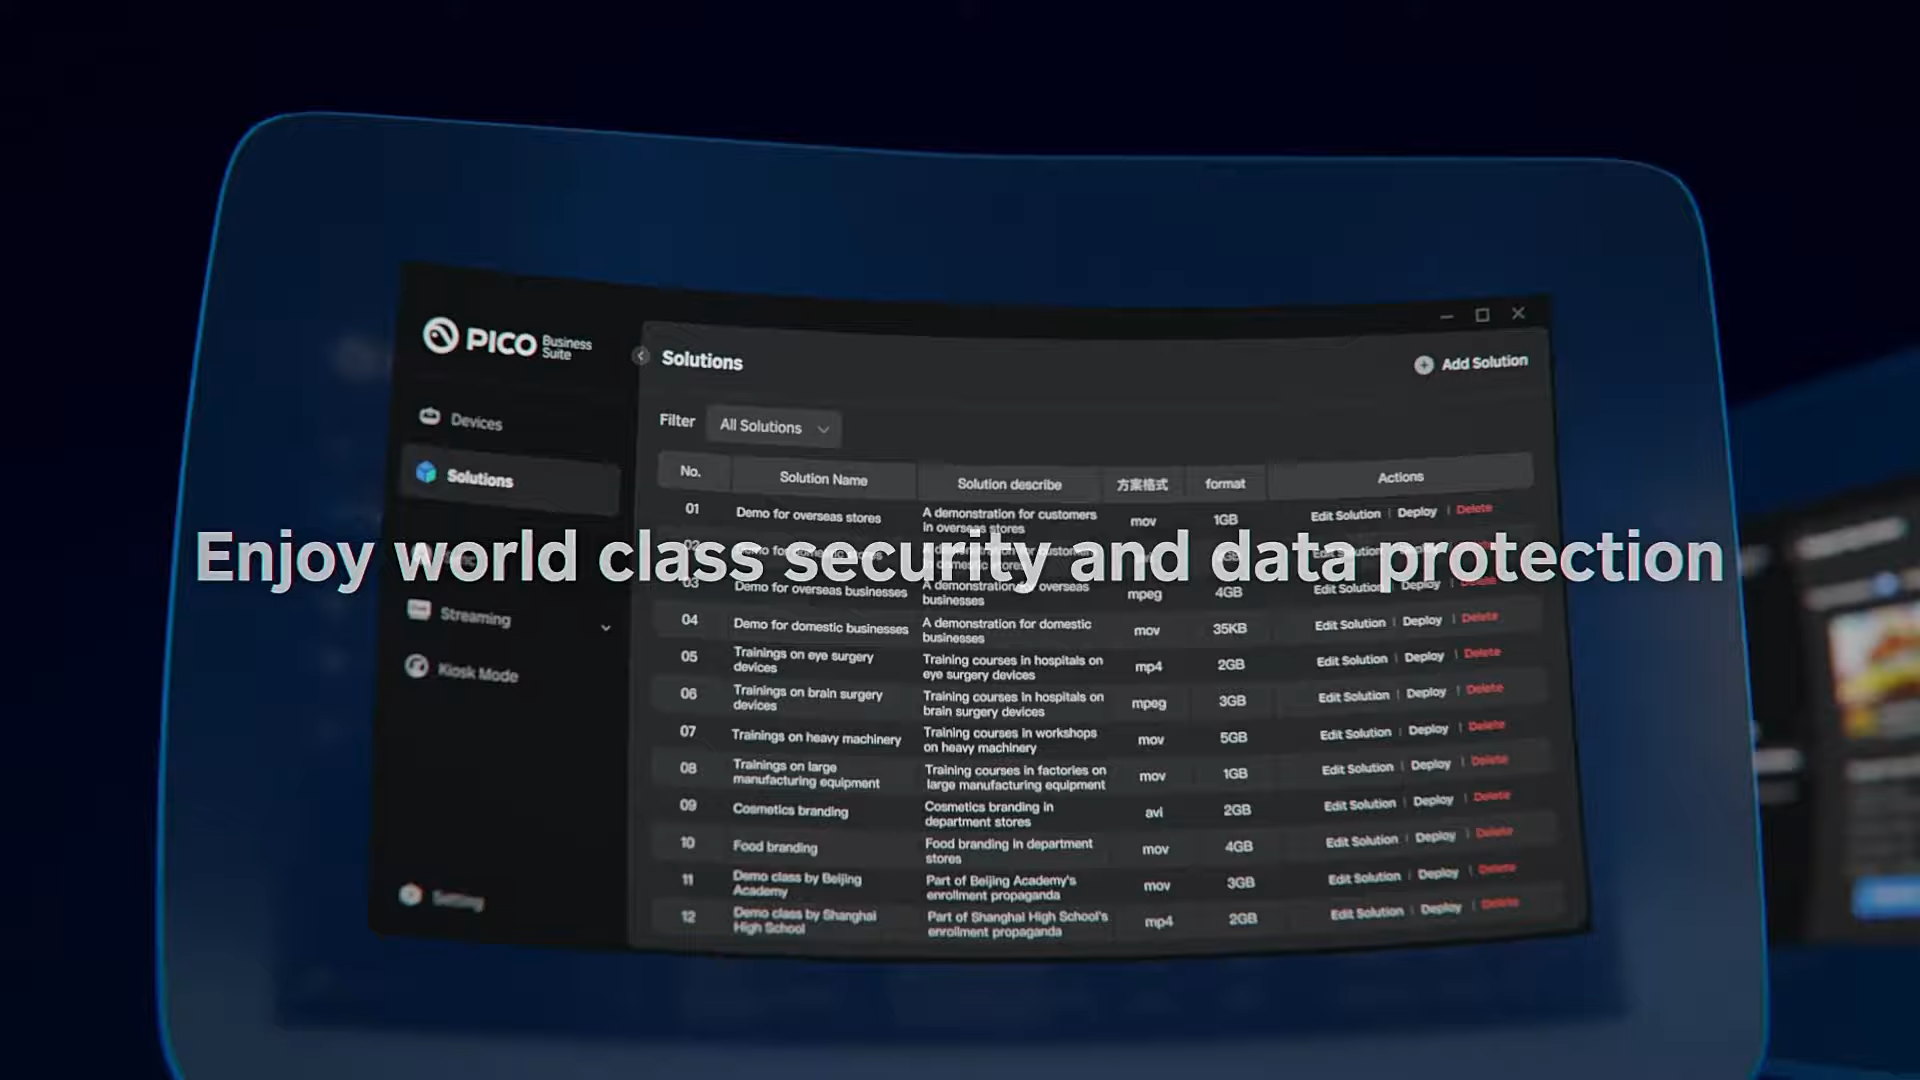 PICO Business Suite
Solutions
Add Solution
Devices
Filter
All Solutions
Solutions
No.
Solution Name
Solution describe
方案格式
format
Actions
01
Demo for overseas stores
A demonstration for customers
in overseas stores
mov
1GB
Edit Solution
Deploy
Delete
Enjoy world class security and data protection
03
Demo for overseas businesses
A demonstration overseas
businesses
mpeg
4GB
Edit Solution
Deploy
Streaming
04
Demo for domestic businesses
A demonstration for domestic
businesses
mov
35KB
Edit Solution
Deploy
Delete
Kiosk Mode
05
Trainings on eye surgery
devices
Training courses in hospitals on
eye surgery devices
mp4
2GB
Edit Solution
Deploy
Delete
06
Trainings on brain surgery
devices
Training courses in hospitals on
brain surgery devices
mpeg
3GB
Edit Solution
Deploy
Delete
07
Trainings on heavy machinery
Training courses in workshops
on heavy machinery
mov
5GB
Edit Solution
Deploy
Delete
08
Trainings on large
manufacturing equipment
Training courses in factories on
large manufacturing equipment
mov
1GB
Edit Solution
Deploy
Delete
09
Cosmetics branding
Cosmetics branding in
department stores
avi
2GB
Edit Solution
Deploy
Delete
10
Food branding
Food branding in department
stores
mov
4GB
Edit Solution
Deploy
Delete
11
Demo class by Beijing
Academy
Part of Beijing Academy's
enrollment propaganda
mov
3GB
Edit Solution
Deploy
Delete
Setting
12
Demo class by Shanghai
High School
Part of Shanghai High School's
enrollment propaganda
mp4
2GB
Edit Solution
Deploy
Delete